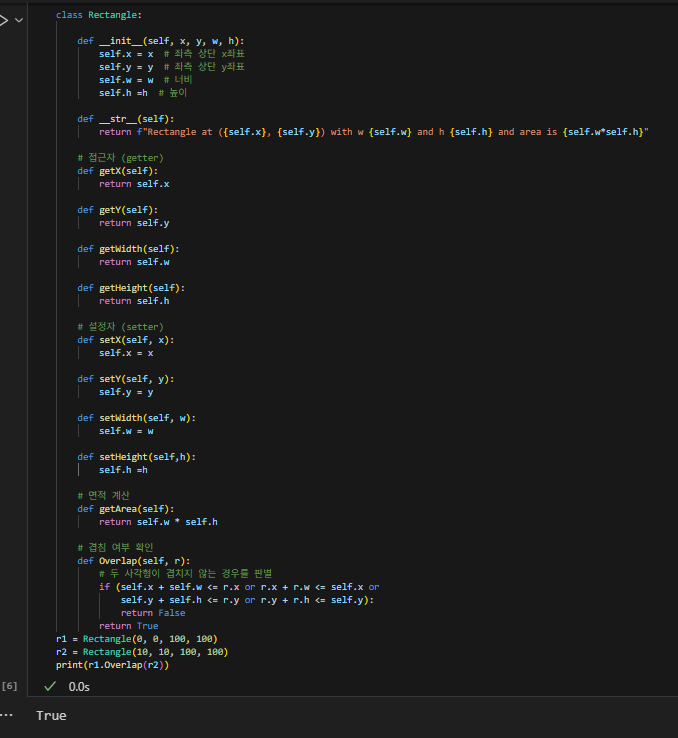 class Rectangle:
def __init__(self, x, y, w, h):
self.x = x  # 좌측 상단 x좌표
self.y = y  # 좌측 상단 y좌표
self.w = w  # 너비
self.h =h  # 높이
def __str__(self):
return f"Rectangle at ({self.x}, {self.y}) with w {self.w} and h {self.h} and area is {self.w*self.h}"
# 접근자 (getter)
def getX(self):
return self.x
def getY(self):
return self.y
def getWidth(self):
return self.w
def getHeight(self):
return self.h
# 설정자 (setter)
def setX(self, x):
self.x = x
def setY(self, y):
self.y = y
def setWidth(self, w):
self.w = w
def setHeight(self,h):
self.h =h
# 면적 계산
def getArea(self):
return self.w * self.h
# 겹침 여부 확인
def Overlap(self, r):
# 두 사각형이 겹치지 않는 경우를 판별
if (self.x + self.w <= r.x or r.x + r.w <= self.x or
self.y + self.h <= r.y or r.y + r.h <= self.y):
return False
return True
r1 = Rectangle(0, 0, 100, 100)
r2 = Rectangle(10, 10, 100, 100)
print(r1.Overlap(r2))
[6] 0.0s
True